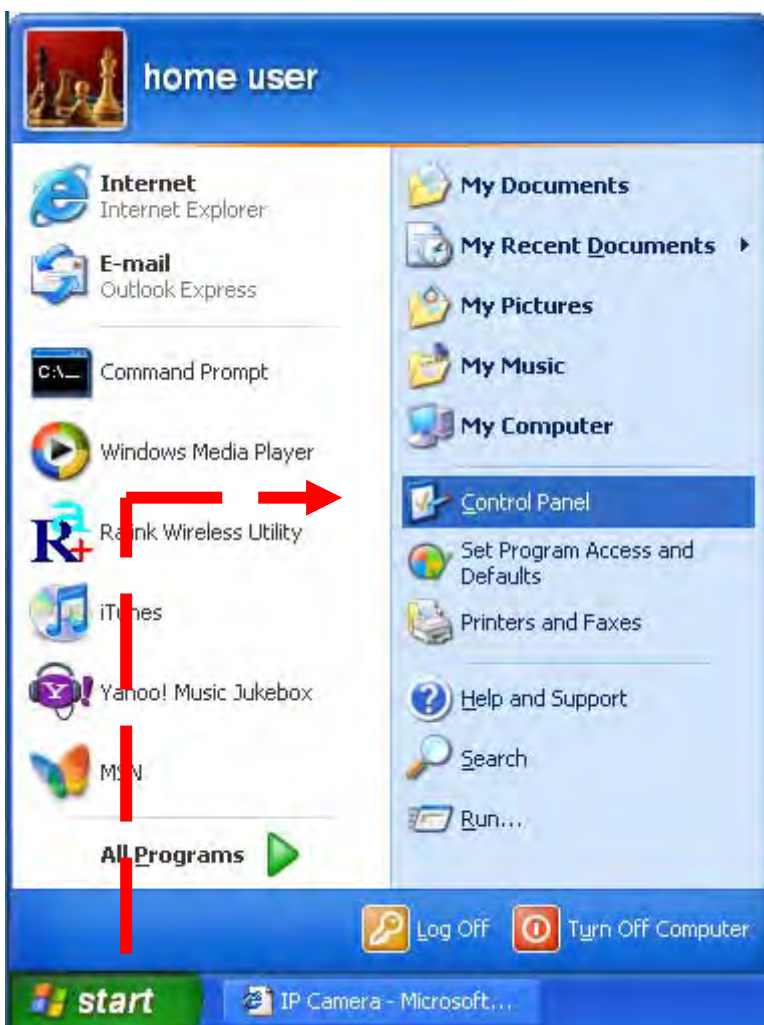 home user
Internet
Internet Explorer
E-mail
Outlook Express
C:\_
Command Prompt
Windows Media Player
Ralink Wireless Utility
iTunes
Yahoo! Music Jukebox
MSN
All Programs
My Documents
My Recent Documents
My Pictures
My Music
My Computer
Control Panel
Set Program Access and
Defaults
Printers and Faxes
Help and Support
Search
Run...
Log Off
Turn Off Computer
start
IP Camera - Microsoft...